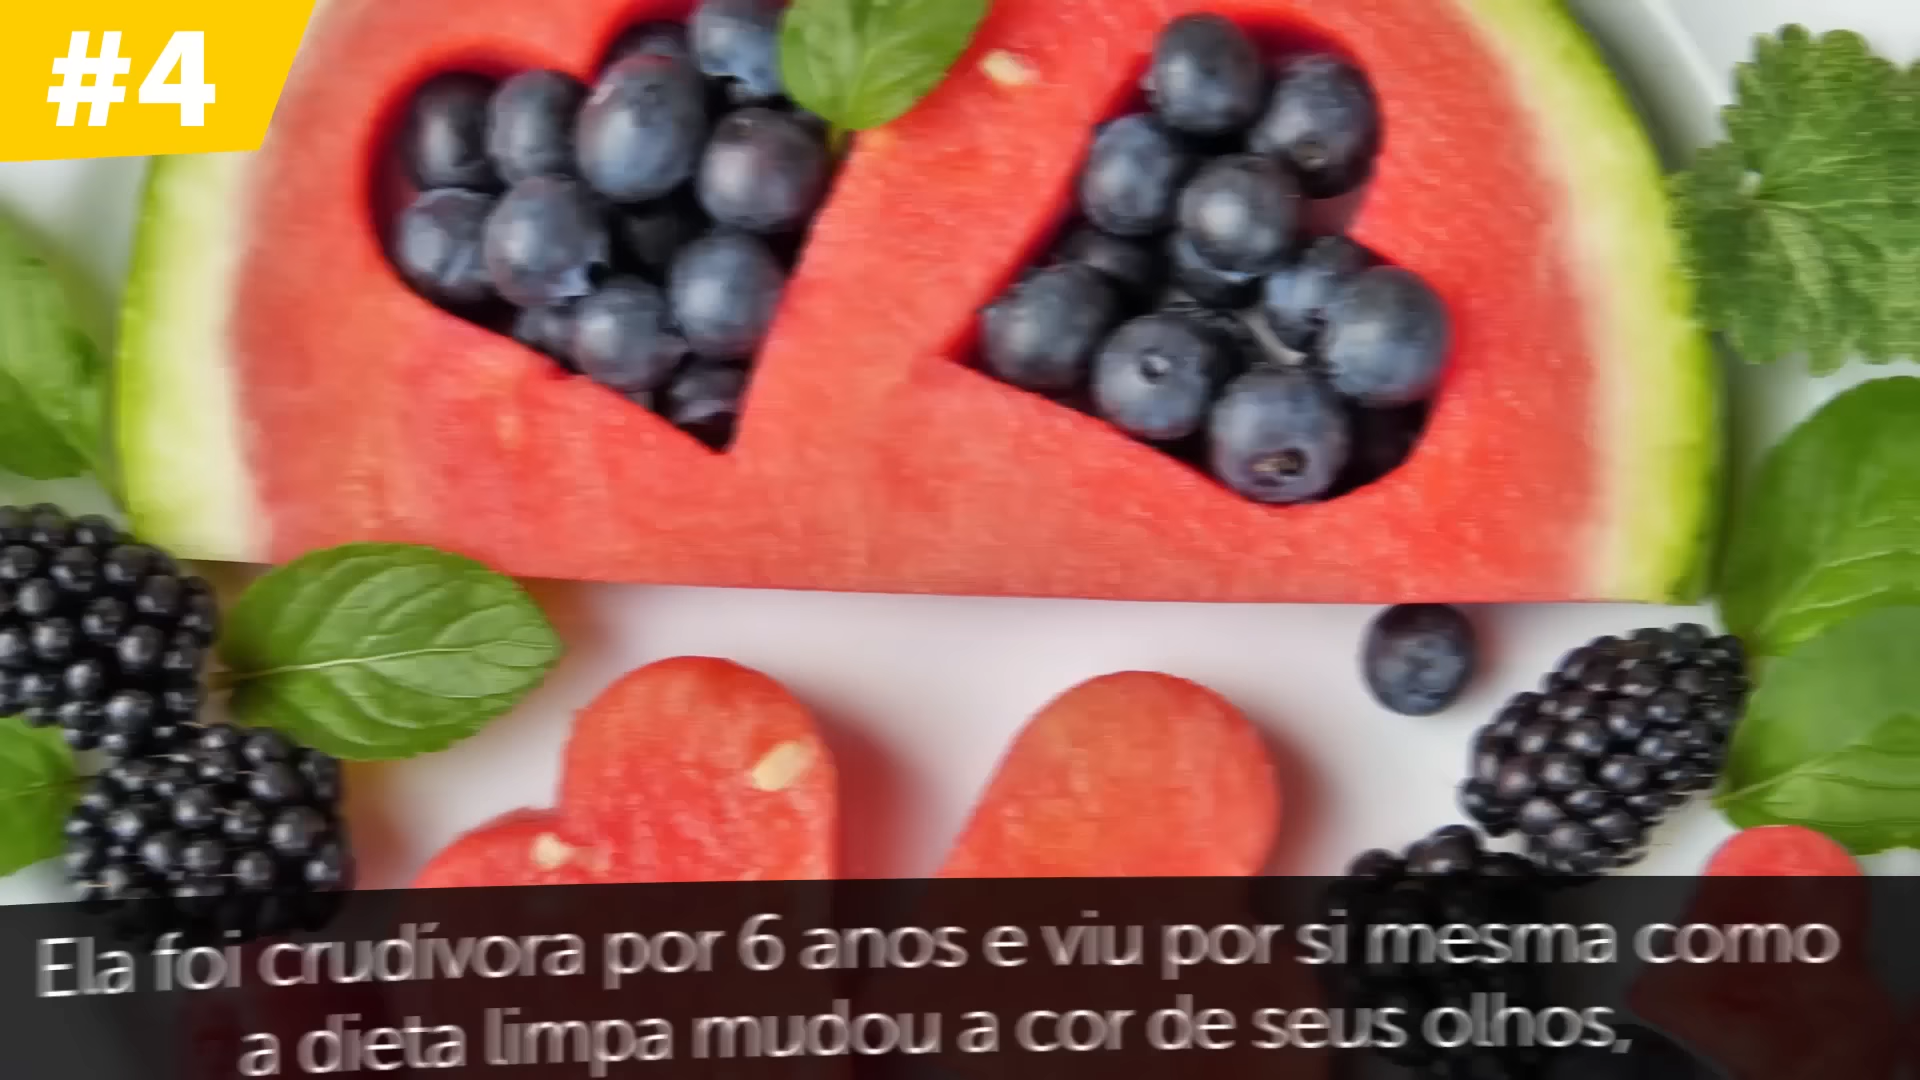 #4
Ela foi crudívora por 6 anos e viu por si mesma como
a dieta limpa mudou a cor de seus olhos,